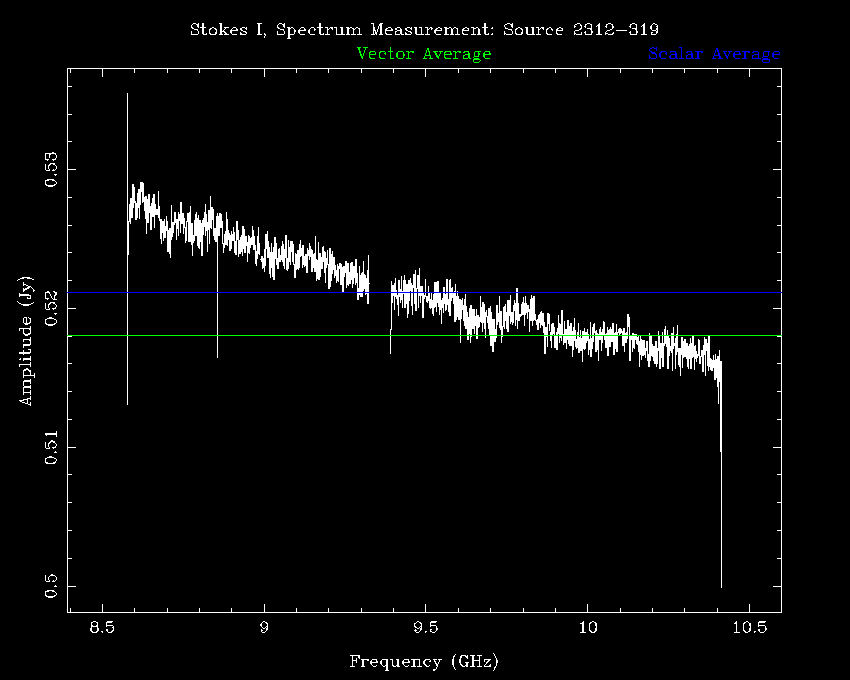 Stokes I, Spectrum Measurement: Source 2312−319
Vector Average
Scalar Average
0.53
0.52
0.51
0.5
Amplitude (Jy)
8.5 9 9.5 10 10.5
Frequency (GHz)